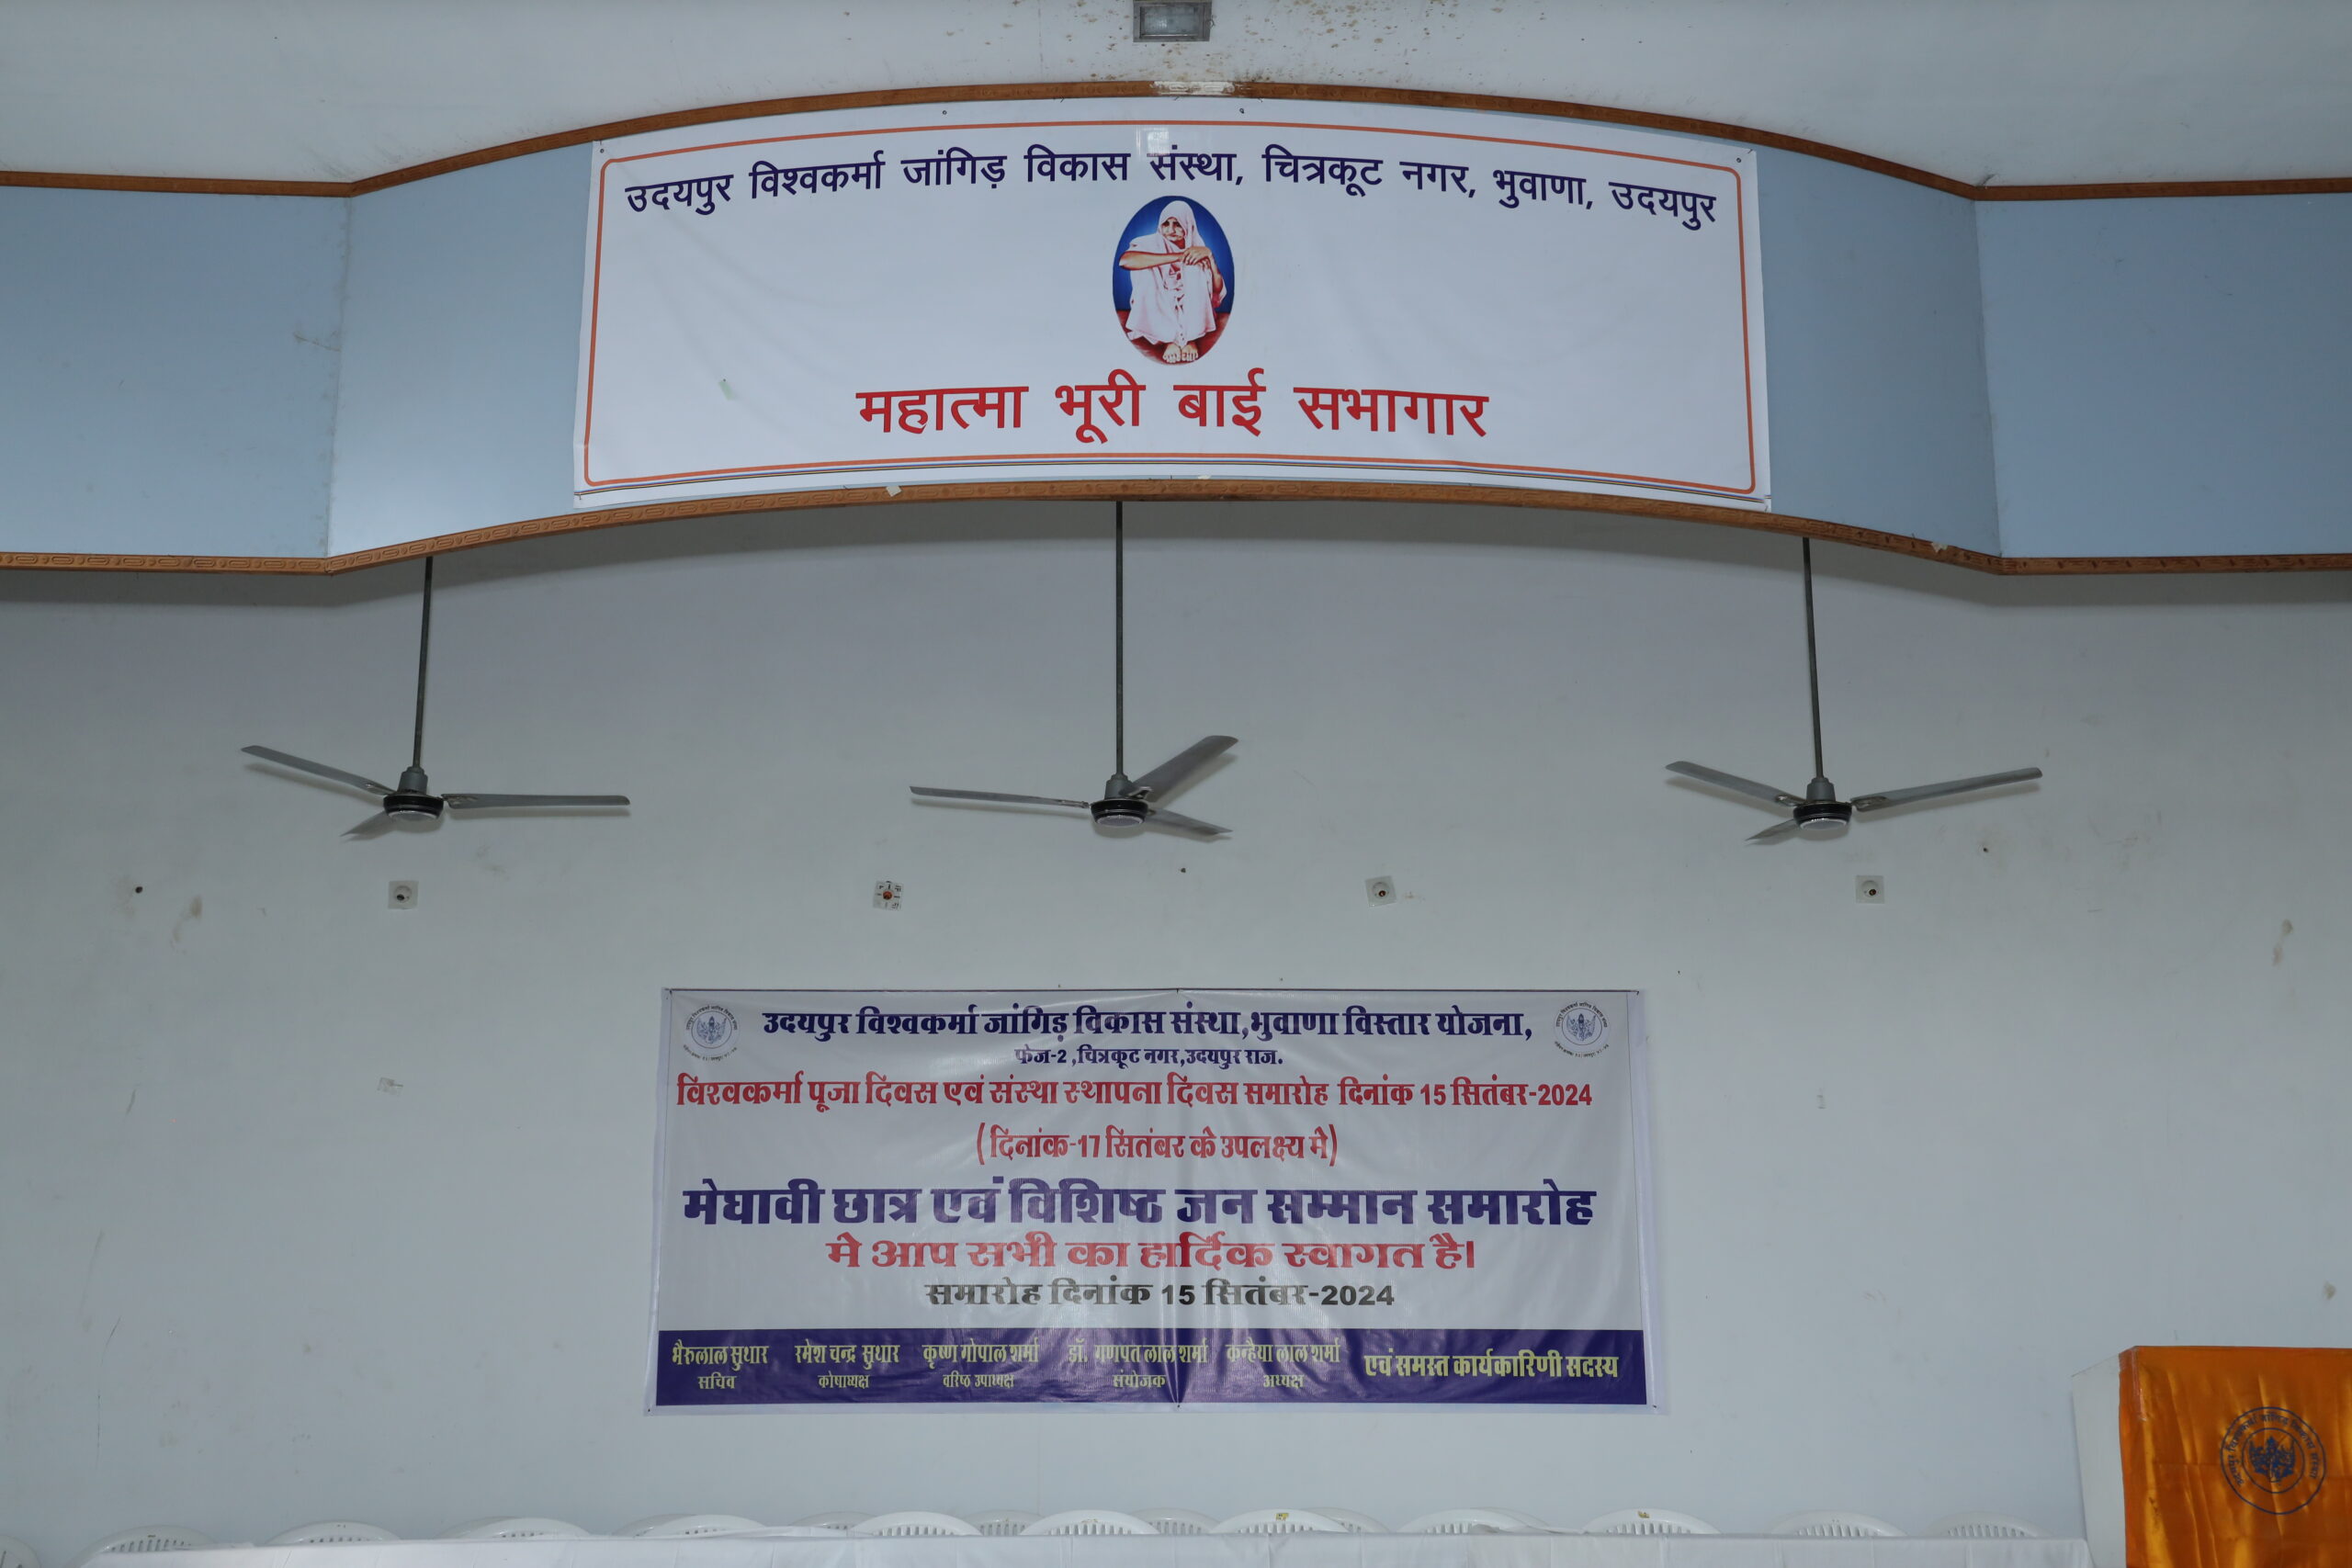 उदयपुर विश्वकर्मा जांगिड़ विकास संस्था, चित्रकूट नगर, भुवाणा, उदयपुर
महात्मा भूरी बाई सभागार
उदयपुर विश्वकर्मा जांगिड़ विकास संस्था,भुवाणा विस्तार योजना,
फेज-2 ,चित्रकूट नगर,उदयपुर राज.
विश्वकर्मा पूजा दिवस एवं संस्था स्थापना दिवस समारोह दिनांक 15 सितंबर-2024
(दिनांक-17 सितंबर के उपलक्ष्य मे)
मेघावी छात्र एवं विशिष्ठ जन सम्मान समारोह
मे आप सभी का हार्दिक स्वागत है।
समारोह दिनांक 15 सितंबर-2024
भैरुलाल सुथार रमेश चन्द्र सुथार कृष्ण गोपाल शर्मा डॉ. गणपत लाल शर्मा कन्हैया लाल शर्मा एवं समस्त कार्यकारिणी सदस्य
सचिव कोषाध्यक्ष वरिष्ठ उपाध्यक्ष संयोजक अध्यक्ष